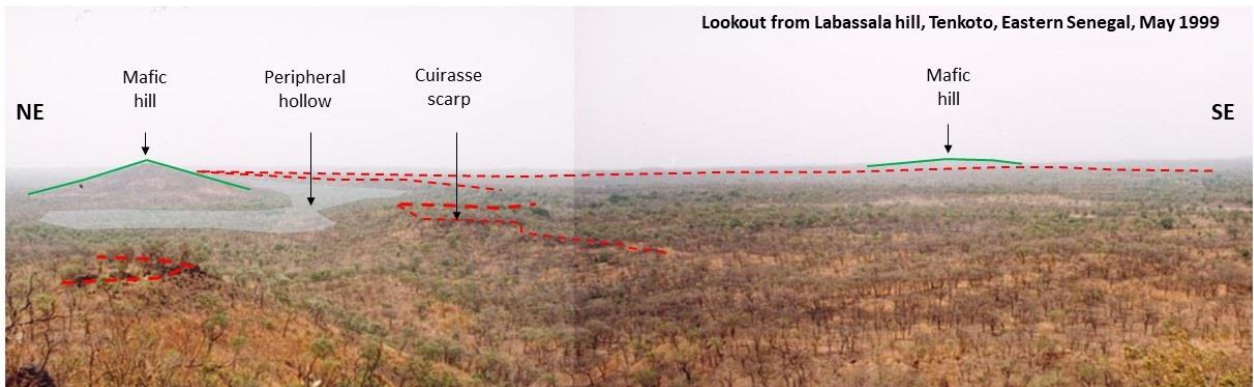 Lookout from Labassala hill, Tenkoto, Eastern Senegal, May 1999
Mafic
hill
Peripheral
hollow
Cuirasse
scarp
Mafic
hill
NE
SE